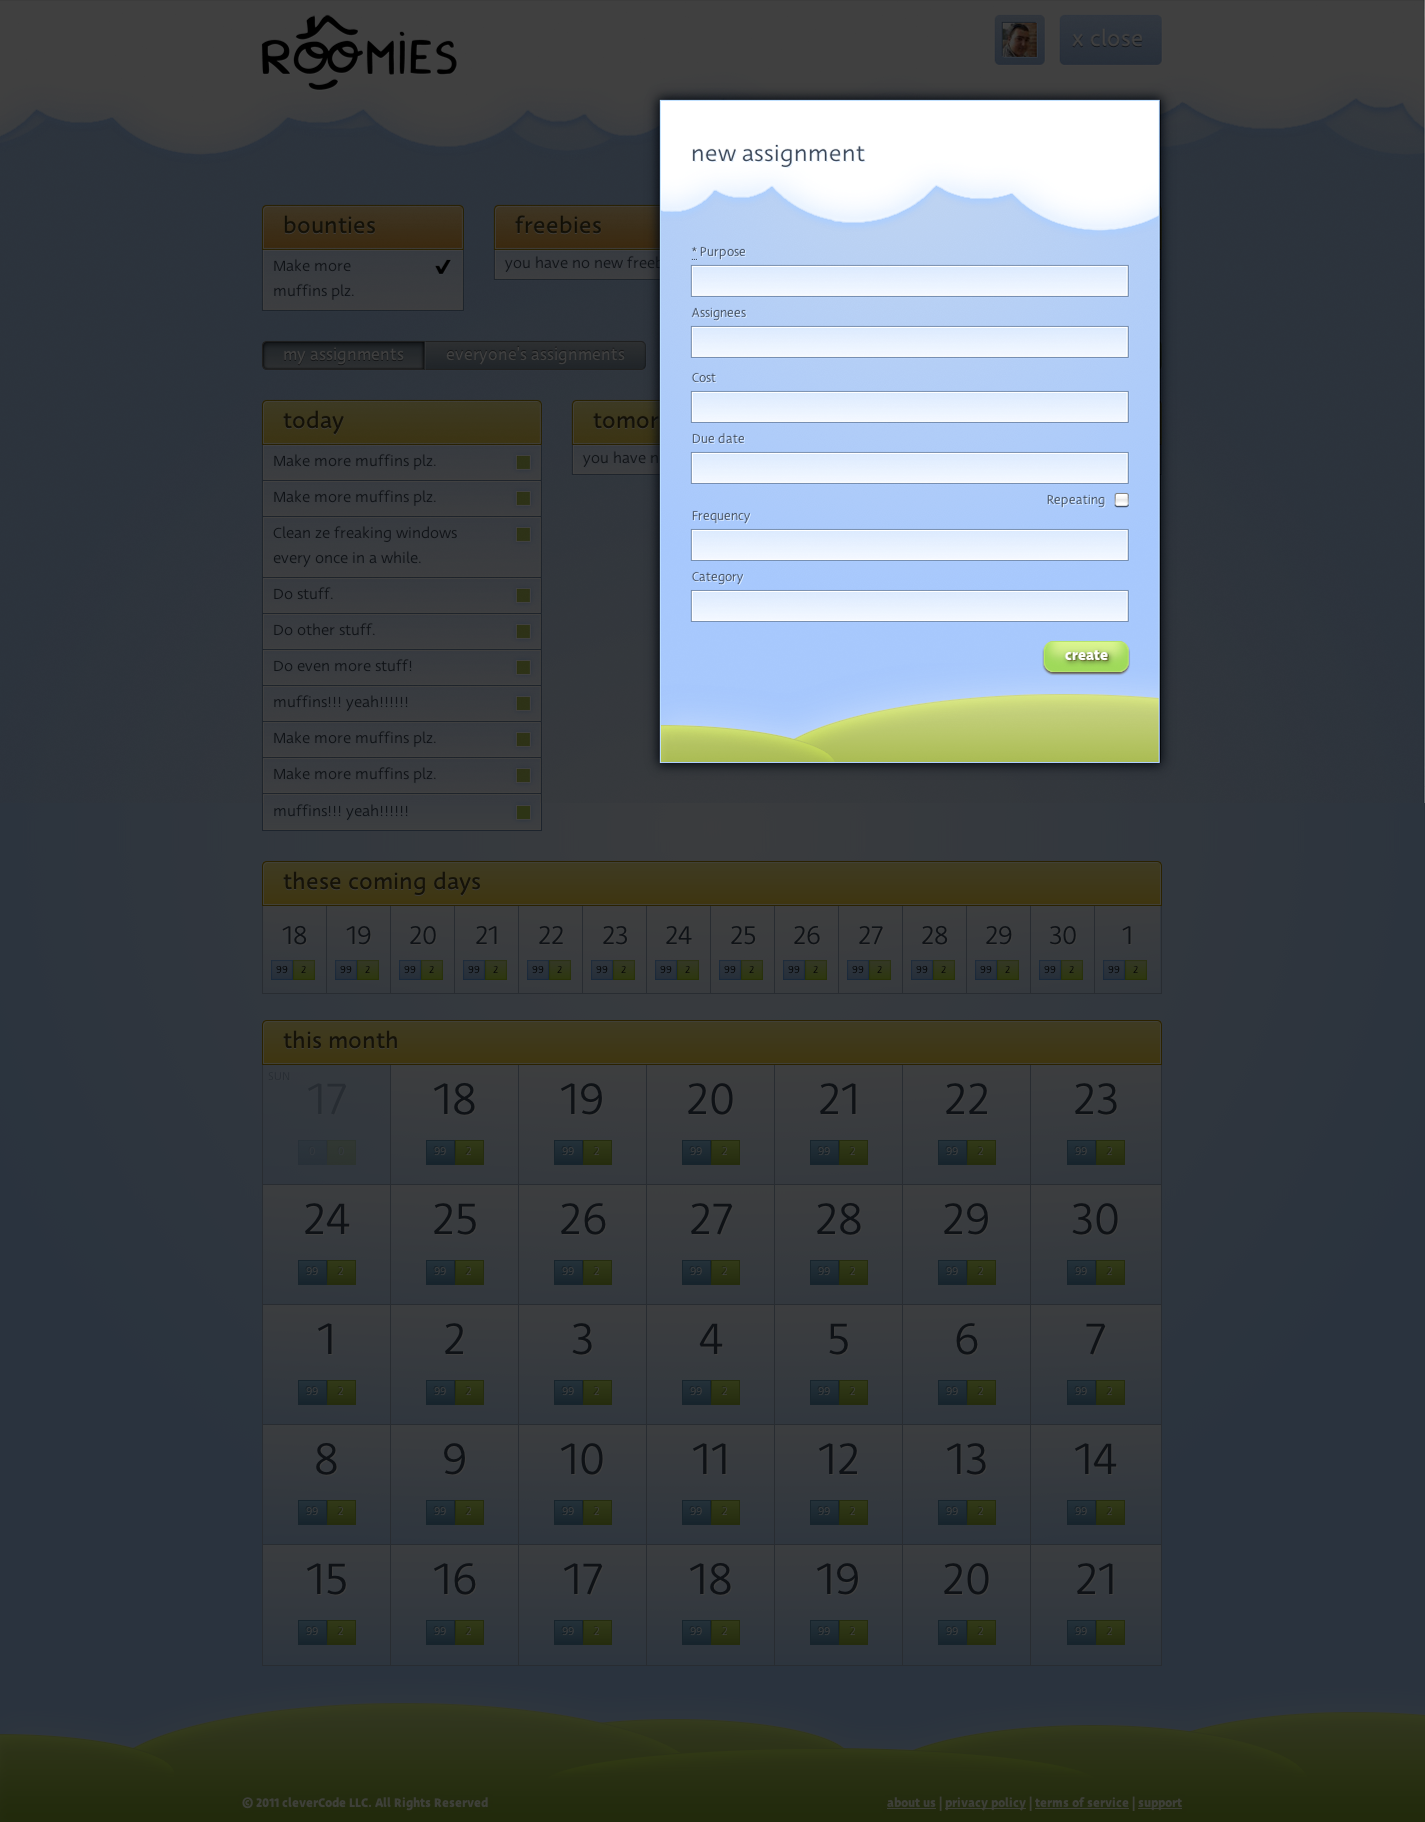 ROOMIES
x close
new assignment
bounties
freebies
Make more
muffins plz.
you have no new freeb
* Purpose
Assignees
my assignments
everyone's assignments
Cost
today
tomor
Due date
Make more muffins plz.
you have n
Make more muffins plz.
Repeating
Frequency
Clean ze freaking windows
every once in a while.
Category
Do stuff.
Do other stuff.
create
Do even more stuff!
muffins!!! yeah!!!!!!
Make more muffins plz.
Make more muffins plz.
muffins!!! yeah!!!!!!
these coming days
18 19 20 21 22 23 24 25 26 27 28 29 30 1
99 2 99 2 99 2 99 2 99 2 99 2 99 2 99 2 99 2 99 2 99 2 99 2 99 2 99 2
this month
SUN
17 18 19 20 21 22 23
99 2 99 2 99 2 99 2 99 2 99 2
24 25 26 27 28 29 30
99 2 99 2 99 2 99 2 99 2 99 2 99 2
1 2 3 4 5 6 7
99 2 99 2 99 2 99 2 99 2 99 2 99 2
8 9 10 11 12 13 14
99 2 99 2 99 2 99 2 99 2 99 2 99 2
15 16 17 18 19 20 21
99 2 99 2 99 2 99 2 99 2 99 2 99 2
© 2011 cleverCode LLC. All Rights Reserved
about us | privacy policy | terms of service | support